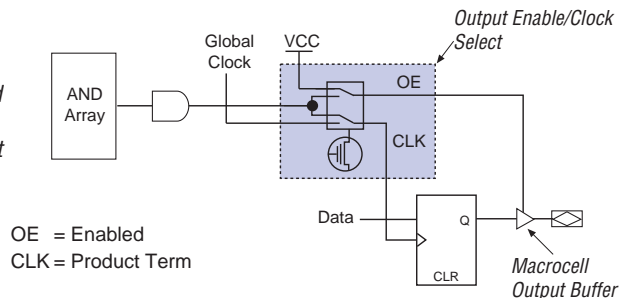 Output Enable/Clock
Select
Global
Clock
VCC
AND
Array
OE
CLK
Data
Q
CLR
OE = Enabled
CLK = Product Term
Macrocell
Output Buffer